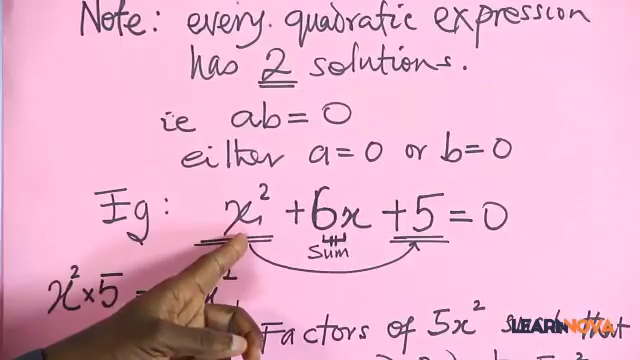 Note: every quadratic expression
has 2 solutions.
ie ab = 0
either a = 0 or b = 0
Eg: x² + 6x + 5 = 0
Sum
x² × 5 =
Factors of 5x²
LEARNNOVA